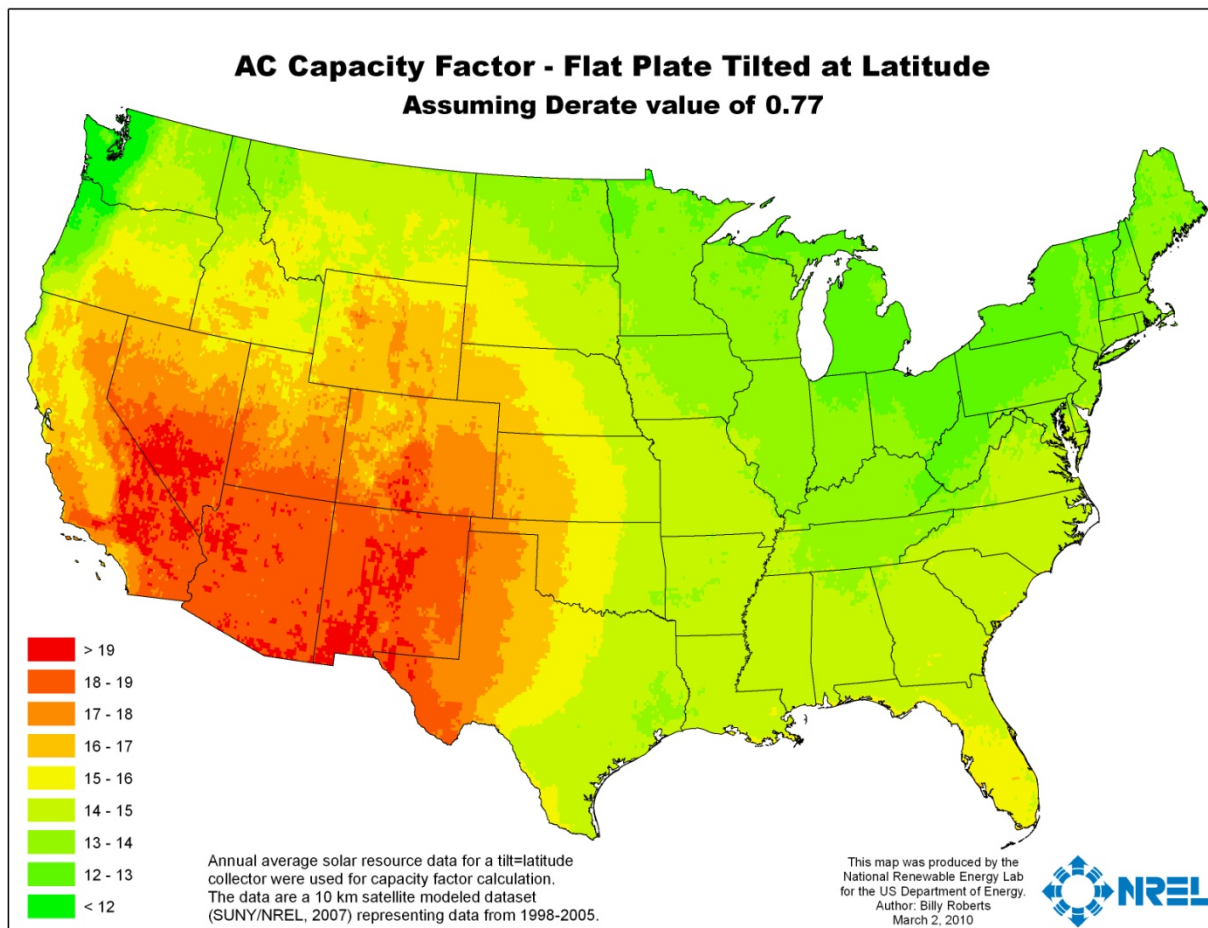 AC Capacity Factor - Flat Plate Tilted at Latitude
Assuming Derate value of 0.77
> 19
18 - 19
17 - 18
16 - 17
15 - 16
14 - 15
13 - 14
12 - 13
< 12
Annual average solar resource data for a tilt=latitude
collector were used for capacity factor calculation.
The data are a 10 km satellite modeled dataset
(SUNY/NREL, 2007) representing data from 1998-2005.
This map was produced by the
National Renewable Energy Lab
for the US Department of Energy.
Author: Billy Roberts
March 2, 2010
NREL